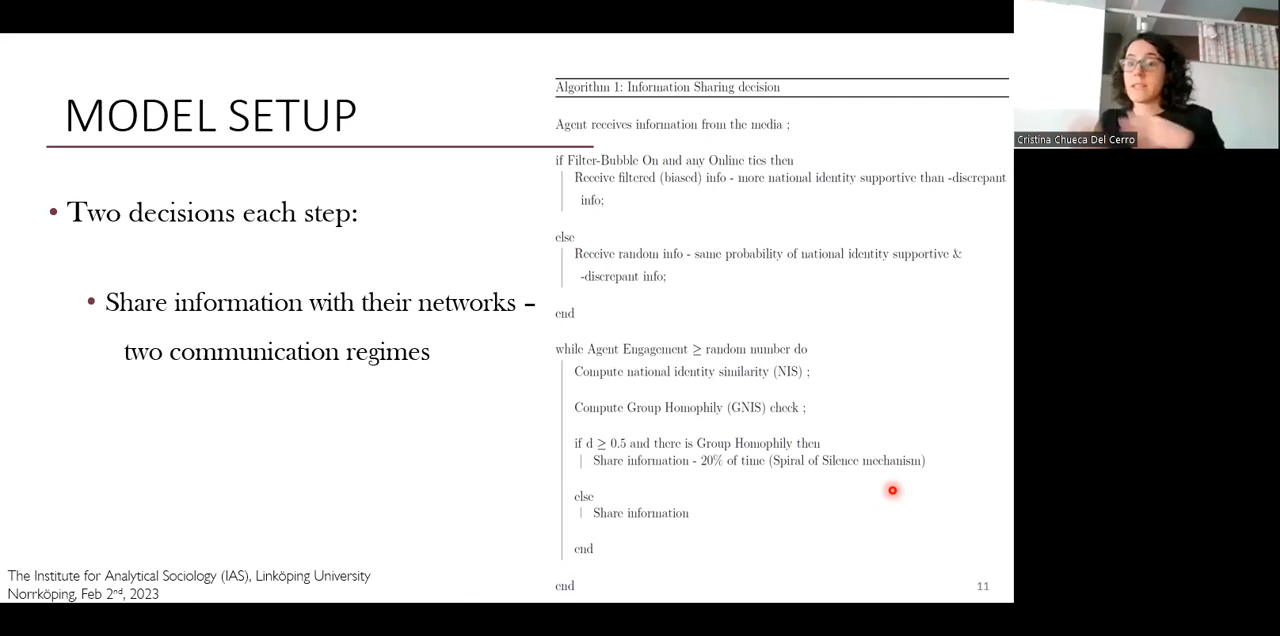 MODEL SETUP
• Two decisions each step:
• Share information with their networks –
two communication regimes
The Institute for Analytical Sociology (IAS), Linköping University
Norrköping, Feb 2nd, 2023
Algorithm 1: Information Sharing decision
Agent receives information from the media ;
if Filter-Bubble On and any Online ties then
Receive filtered (biased) info - more national identity supportive than -discrepant
info;
else
Receive random info - same probability of national identity supportive &
-discrepant info;
end
while Agent Engagement ≥ random number do
Compute national identity similarity (NIS) ;
Compute Group Homophily (GNIS) check ;
if d ≥ 0.5 and there is Group Homophily then
Share information - 20% of time (Spiral of Silence mechanism)
else
Share information
end
end
11
Cristina Chueca Del Cerro